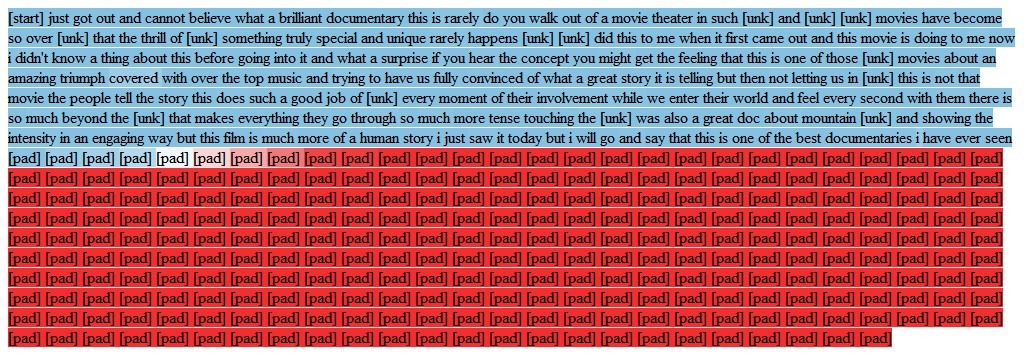 [start] just got out and cannot believe what a brilliant documentary this is rarely do you walk out of a movie theater in such [unk] and [unk] [unk] movies have become
so over [unk] that the thrill of [unk] something truly special and unique rarely happens [unk] [unk] did this to me when it first came out and this movie is doing to me now
i didn't know a thing about this before going into it and what a surprise if you hear the concept you might get the feeling that this is one of those [unk] movies about an
amazing triumph covered with over the top music and trying to have us fully convinced of what a great story it is telling but then not letting us in [unk] this is not that
movie the people tell the story this does such a good job of [unk] every moment of their involvement while we enter their world and feel every second with them there is
so much beyond the [unk] that makes everything they go through so much more tense touching the [unk] was also a great doc about mountain [unk] and showing the
intensity in an engaging way but this film is much more of a human story i just saw it today but i will go and say that this is one of the best documentaries i have ever seen
[pad] [pad] [pad] [pad] [pad] [pad] [pad] [pad] [pad] [pad] [pad] [pad] [pad] [pad] [pad] [pad] [pad] [pad] [pad] [pad] [pad] [pad] [pad] [pad] [pad] [pad] [pad]
[pad] [pad] [pad] [pad] [pad] [pad] [pad] [pad] [pad] [pad] [pad] [pad] [pad] [pad] [pad] [pad] [pad] [pad] [pad] [pad] [pad] [pad] [pad] [pad] [pad] [pad] [pad]
[pad] [pad] [pad] [pad] [pad] [pad] [pad] [pad] [pad] [pad] [pad] [pad] [pad] [pad] [pad] [pad] [pad] [pad] [pad] [pad] [pad] [pad] [pad] [pad] [pad] [pad] [pad]
[pad] [pad] [pad] [pad] [pad] [pad] [pad] [pad] [pad] [pad] [pad] [pad] [pad] [pad] [pad] [pad] [pad] [pad] [pad] [pad] [pad] [pad] [pad] [pad] [pad] [pad] [pad]
[pad] [pad] [pad] [pad] [pad] [pad] [pad] [pad] [pad] [pad] [pad] [pad] [pad] [pad] [pad] [pad] [pad] [pad] [pad] [pad] [pad] [pad] [pad] [pad] [pad] [pad] [pad]
[pad] [pad] [pad] [pad] [pad] [pad] [pad] [pad] [pad] [pad] [pad] [pad] [pad] [pad] [pad] [pad] [pad] [pad] [pad] [pad] [pad] [pad] [pad] [pad] [pad] [pad] [pad]
[pad] [pad] [pad] [pad] [pad] [pad] [pad] [pad] [pad] [pad] [pad] [pad] [pad] [pad] [pad] [pad] [pad] [pad] [pad] [pad] [pad] [pad] [pad] [pad] [pad] [pad] [pad]
[pad] [pad] [pad] [pad] [pad] [pad] [pad] [pad] [pad] [pad] [pad] [pad] [pad] [pad] [pad] [pad] [pad] [pad] [pad] [pad] [pad] [pad] [pad] [pad] [pad] [pad] [pad]
[pad] [pad] [pad] [pad] [pad] [pad] [pad] [pad] [pad] [pad] [pad] [pad] [pad] [pad] [pad] [pad] [pad] [pad] [pad] [pad] [pad] [pad] [pad] [pad] [pad] [pad] [pad]
[pad] [pad] [pad] [pad] [pad] [pad] [pad] [pad] [pad] [pad] [pad] [pad] [pad] [pad] [pad] [pad] [pad] [pad] [pad] [pad] [pad] [pad] [pad] [pad]